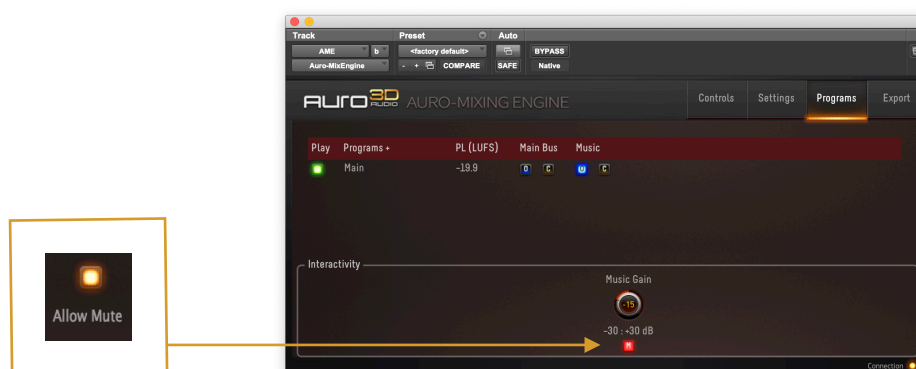 Track Preset Auto
AME b <factory default> BYPASS
Auro-MixEngine - + COMPARE SAFE Native
AURO 3D AUDIO AURO-MIXING ENGINE Controls Settings Programs Export
Play Programs + PL (LUFS) Main Bus Music
Main -19.9 O C U C
Interactivity
Music Gain
-15
Allow Mute
-30 : +30 dB
M
Connection